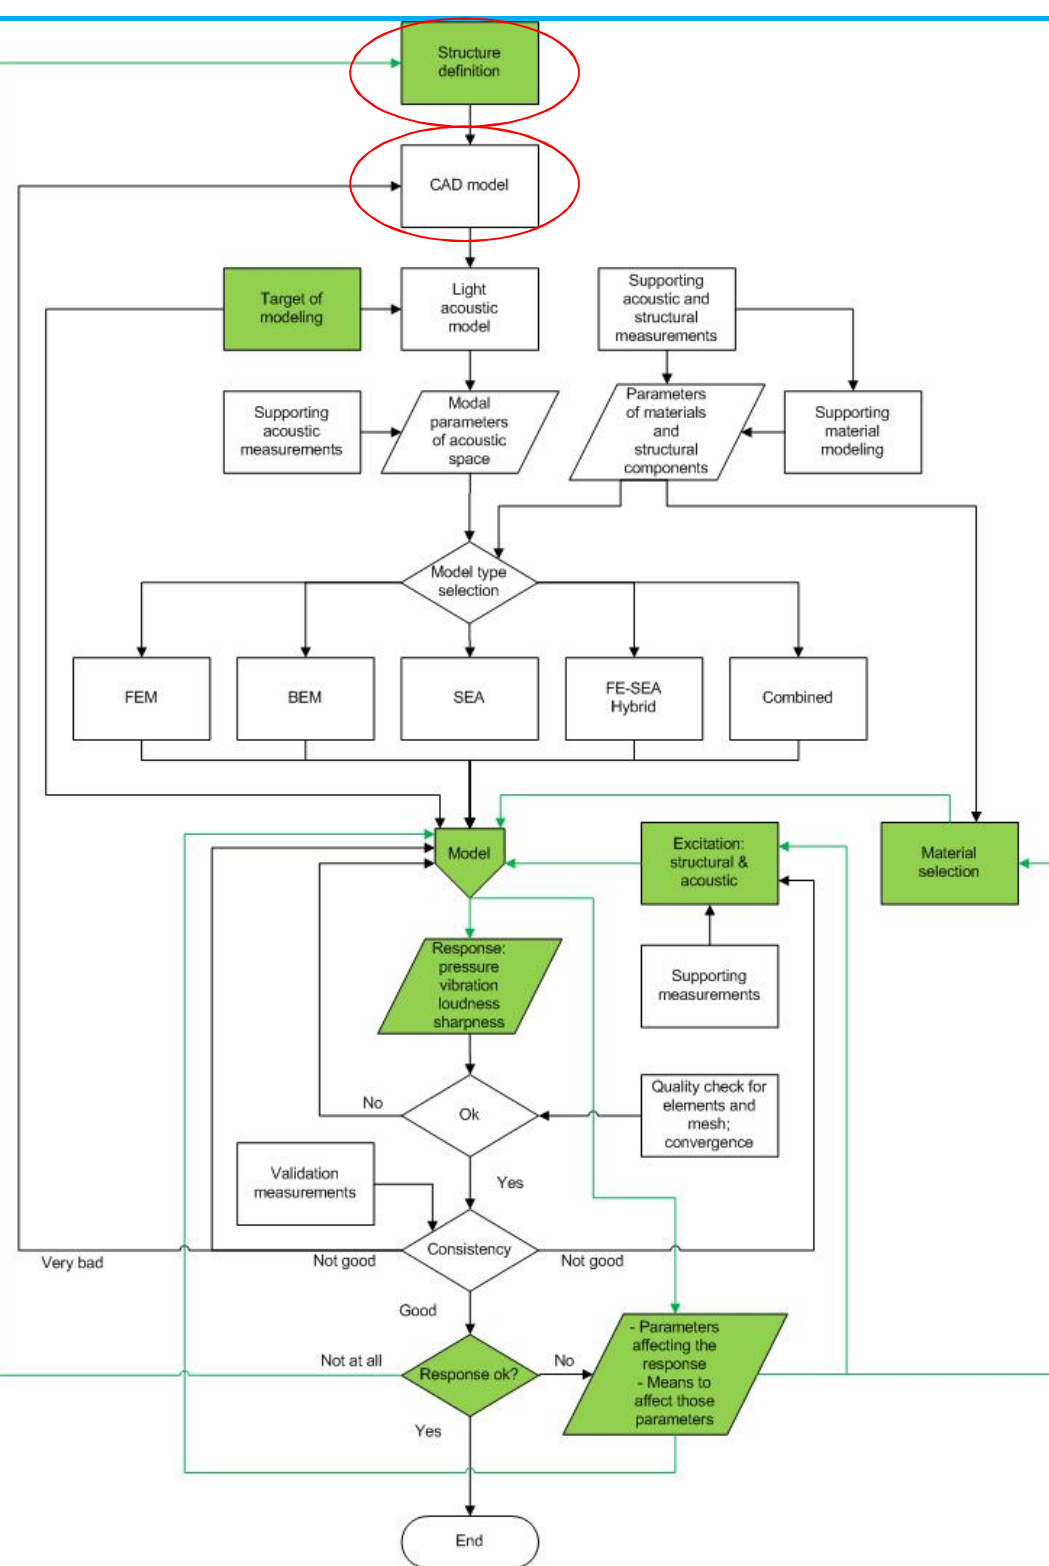 Structure
definition
CAD model
Target of
modeling
Light
acoustic
model
Supporting
acoustic and
structural
measurements
Supporting
acoustic
measurements
Modal
parameters
of acoustic
space
Parameters
of materials
and
structural
components
Supporting
material
modeling
Model type
selection
FEM
BEM
SEA
FE-SEA
Hybrid
Combined
Model
Excitation:
structural &
acoustic
Material
selection
Response:
pressure
vibration
loudness
sharpness
Supporting
measurements
No
Ok
Quality check for
elements and
mesh;
convergence
Yes
Validation
measurements
Consistency
Very bad
Not good
Not good
Good
Not at all
Response ok?
No
- Parameters
affecting the
response
- Means to
affect those
parameters
Yes
End